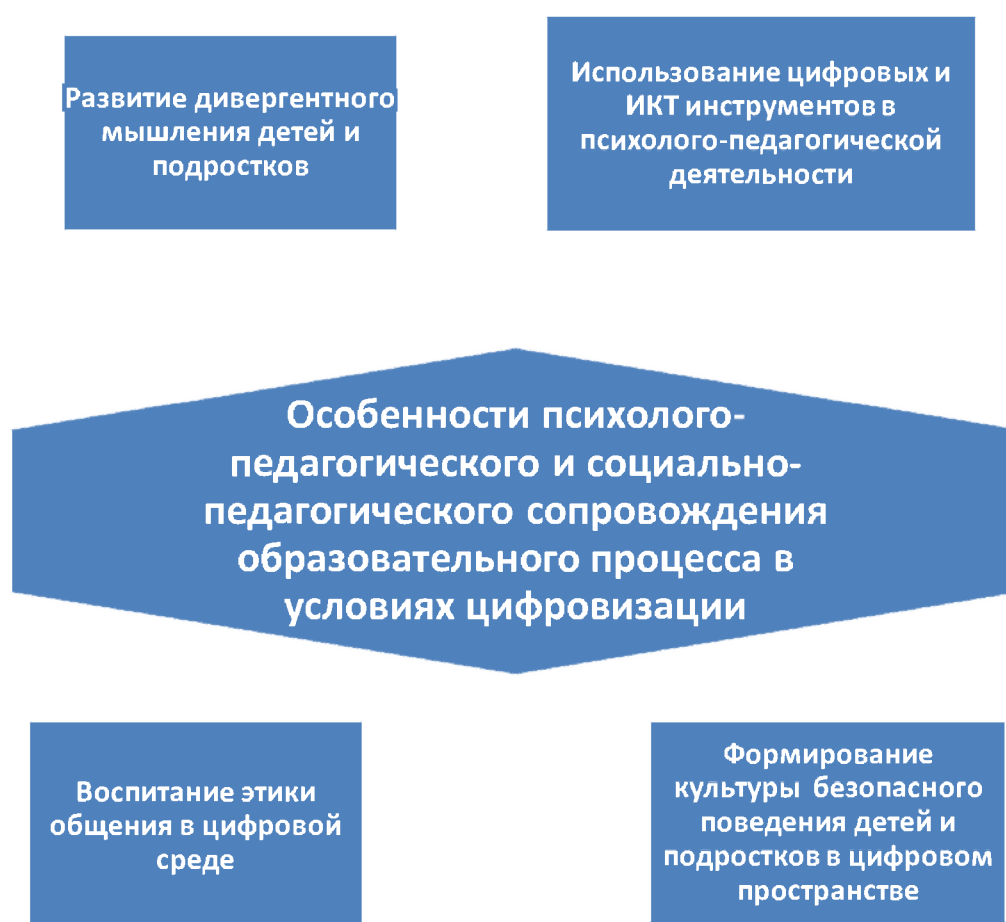 Развитие дивергентного
мышления детей и
подростков
Использование цифровых и
ИКТ инструментов в
психолого-педагогической
деятельности
Особенности психолого-
педагогического и социально-
педагогического сопровождения
образовательного процесса в
условиях цифровизации
Воспитание этики
общения в цифровой
среде
Формирование
культуры безопасного
поведения детей и
подростков в цифровом
пространстве